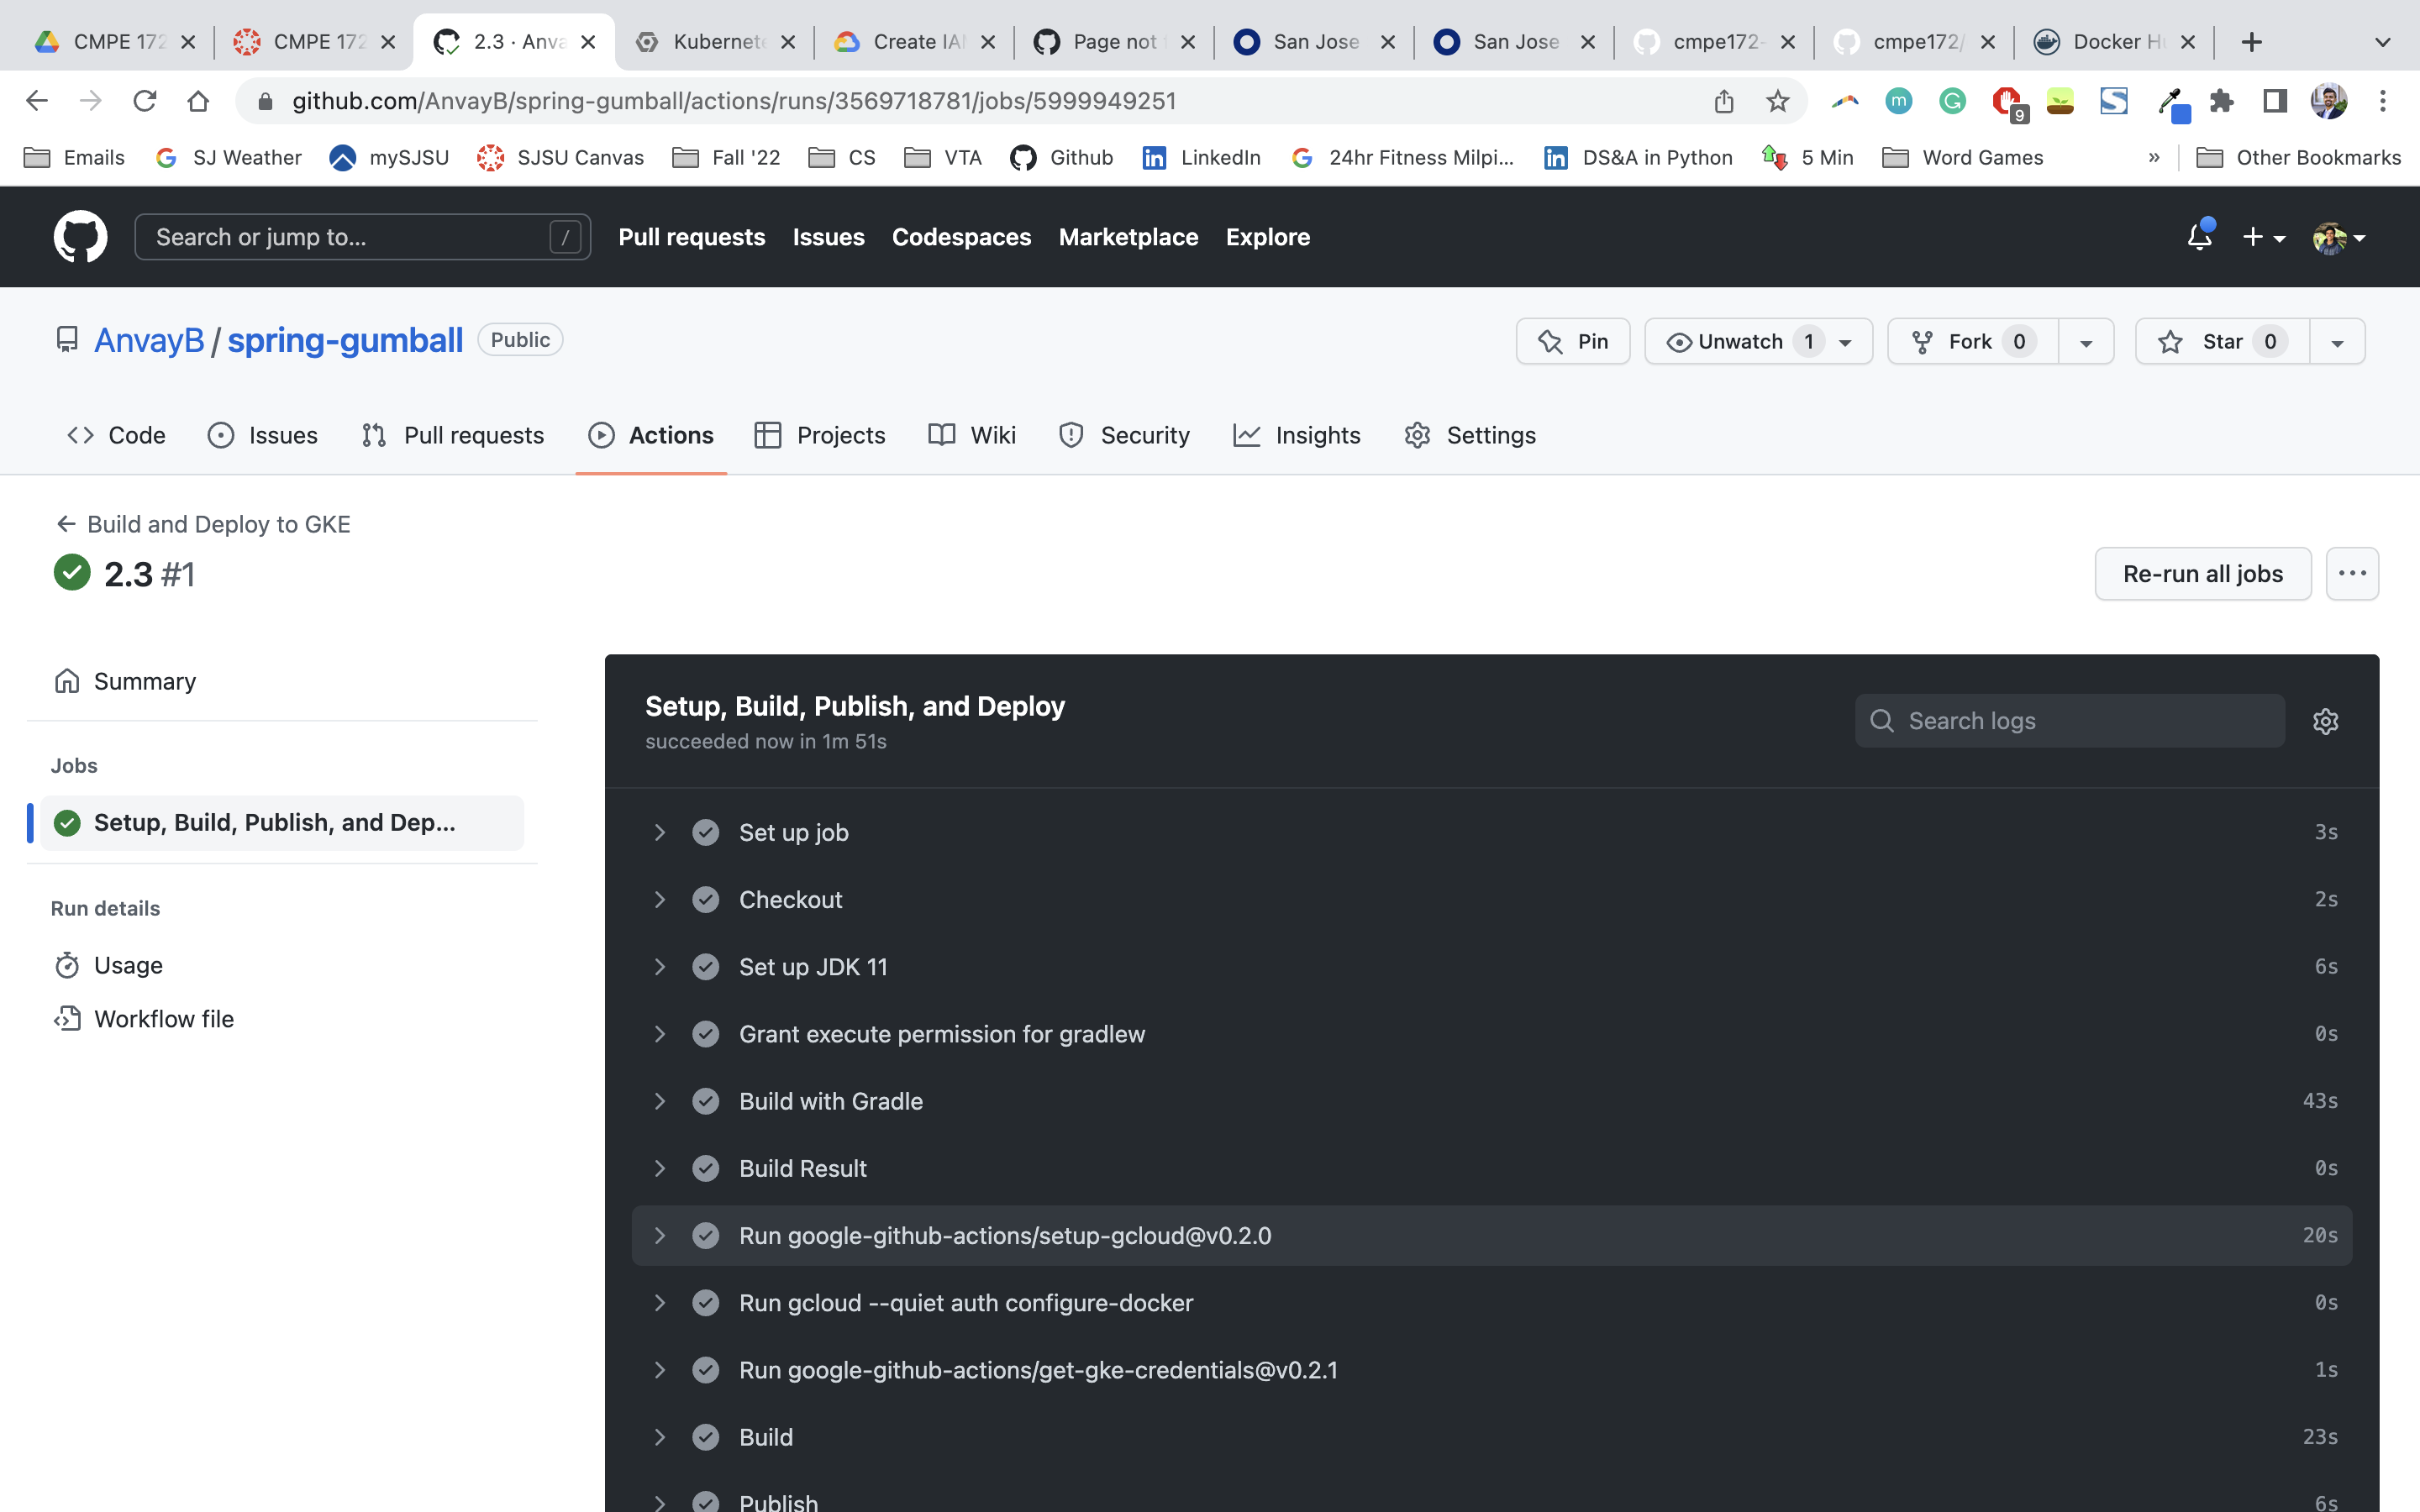 CMPE 172
CMPE 172
2.3 · Anva
Kubernete
Create IAM
Page not f
San Jose
San Jose
cmpe172-
cmpe172/
Docker Hu
github.com/AnvayB/spring-gumball/actions/runs/3569718781/jobs/5999949251
m
9
Emails
SJ Weather
mySJSU
SJSU Canvas
Fall '22
CS
VTA
Github
LinkedIn
24hr Fitness Milpi...
DS&A in Python
5 Min
Word Games
»
Other Bookmarks
Search or jump to...
/
Pull requests
Issues
Codespaces
Marketplace
Explore
AnvayB / spring-gumball Public
Pin
Unwatch 1
Fork 0
Star 0
Code
Issues
Pull requests
Actions
Projects
Wiki
Security
Insights
Settings
Build and Deploy to GKE
2.3 #1
Re-run all jobs
Summary
Jobs
Setup, Build, Publish, and Dep...
Run details
Usage
Workflow file
Setup, Build, Publish, and Deploy
succeeded now in 1m 51s
Search logs
Set up job 3s
Checkout 2s
Set up JDK 11 6s
Grant execute permission for gradlew 0s
Build with Gradle 43s
Build Result 0s
Run google-github-actions/setup-gcloud@v0.2.0 20s
Run gcloud --quiet auth configure-docker 0s
Run google-github-actions/get-gke-credentials@v0.2.1 1s
Build 23s
Publish 6s